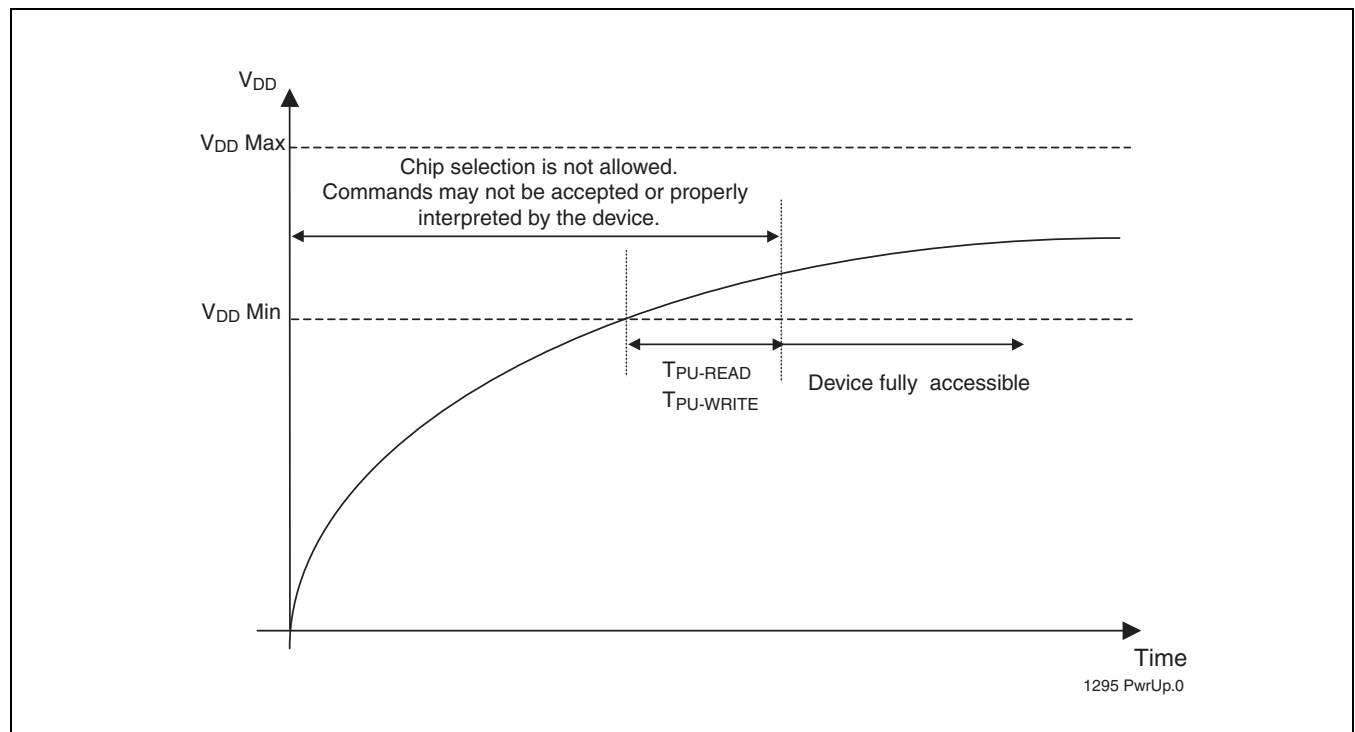 VDD
VDD Max
Chip selection is not allowed.
Commands may not be accepted or properly
interpreted by the device.
VDD Min
TPU-READ
TPU-WRITE
Device fully accessible
Time
1295 PwrUp.0